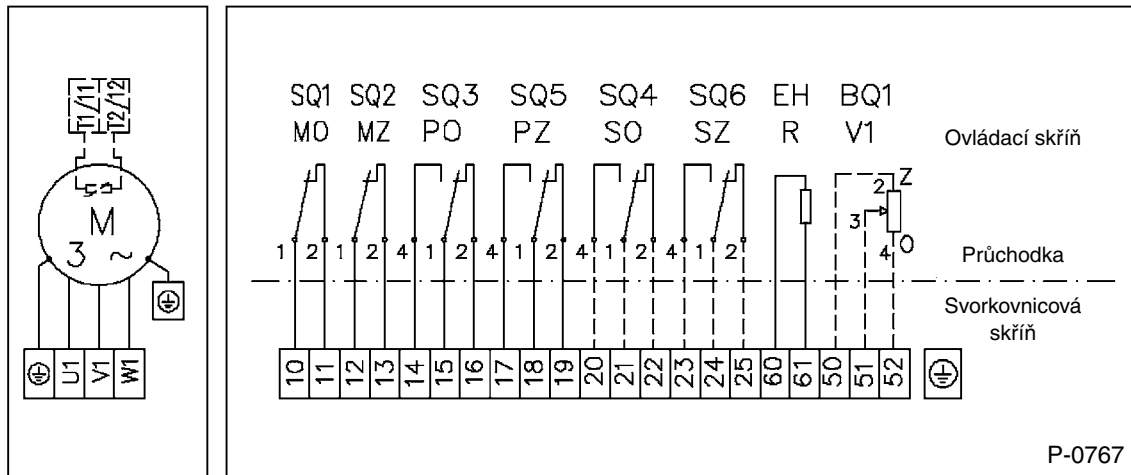 T1/11
T2/12
M
3 ~
U1 V1 W1
SQ1 SQ2 SQ3 SQ5 SQ4 SQ6 EH BQ1
MO MZ PO PZ SO SZ R V1
Ovládací skříň
2 Z
3
1 2 1 2 4 1 2 4 1 2 4 1 2 4 1 2 4 O
Průchodka
Svorkovnicová
skříň
10 11 12 13 14 15 16 17 18 19 20 21 22 23 24 25 60 61 50 51 52
P-0767